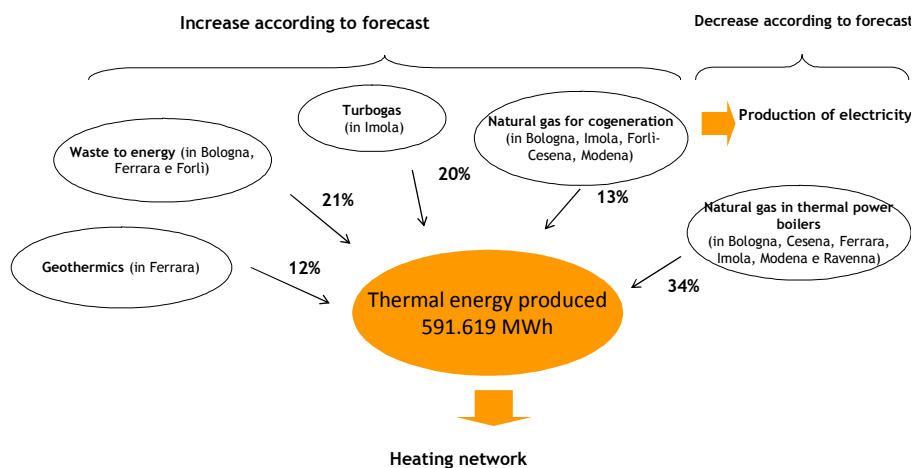 Increase according to forecast
Decrease according to forecast
Turbogas
(in Imola)
Natural gas for cogeneration
(in Bologna, Imola, Forlì-
Cesena, Modena)
Production of electricity
Waste to energy (in Bologna,
Ferrara e Forlì)
20%
21%
13%
Natural gas in thermal power
boilers
(in Bologna, Cesena, Ferrara,
Imola, Modena e Ravenna)
Geothermics (in Ferrara)
12%
34%
Thermal energy produced
591.619 MWh
Heating network